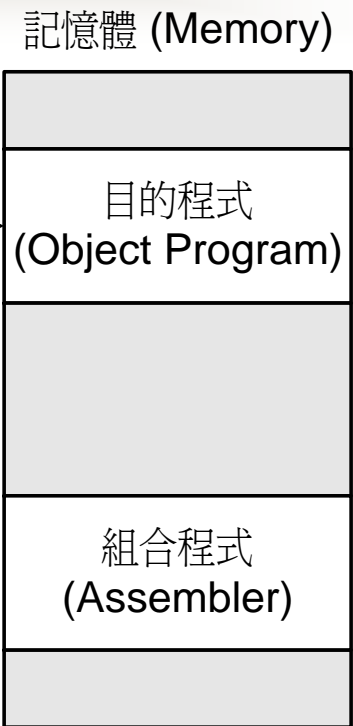 記憶體 (Memory)
目的程式
(Object Program)
組合程式
(Assembler)